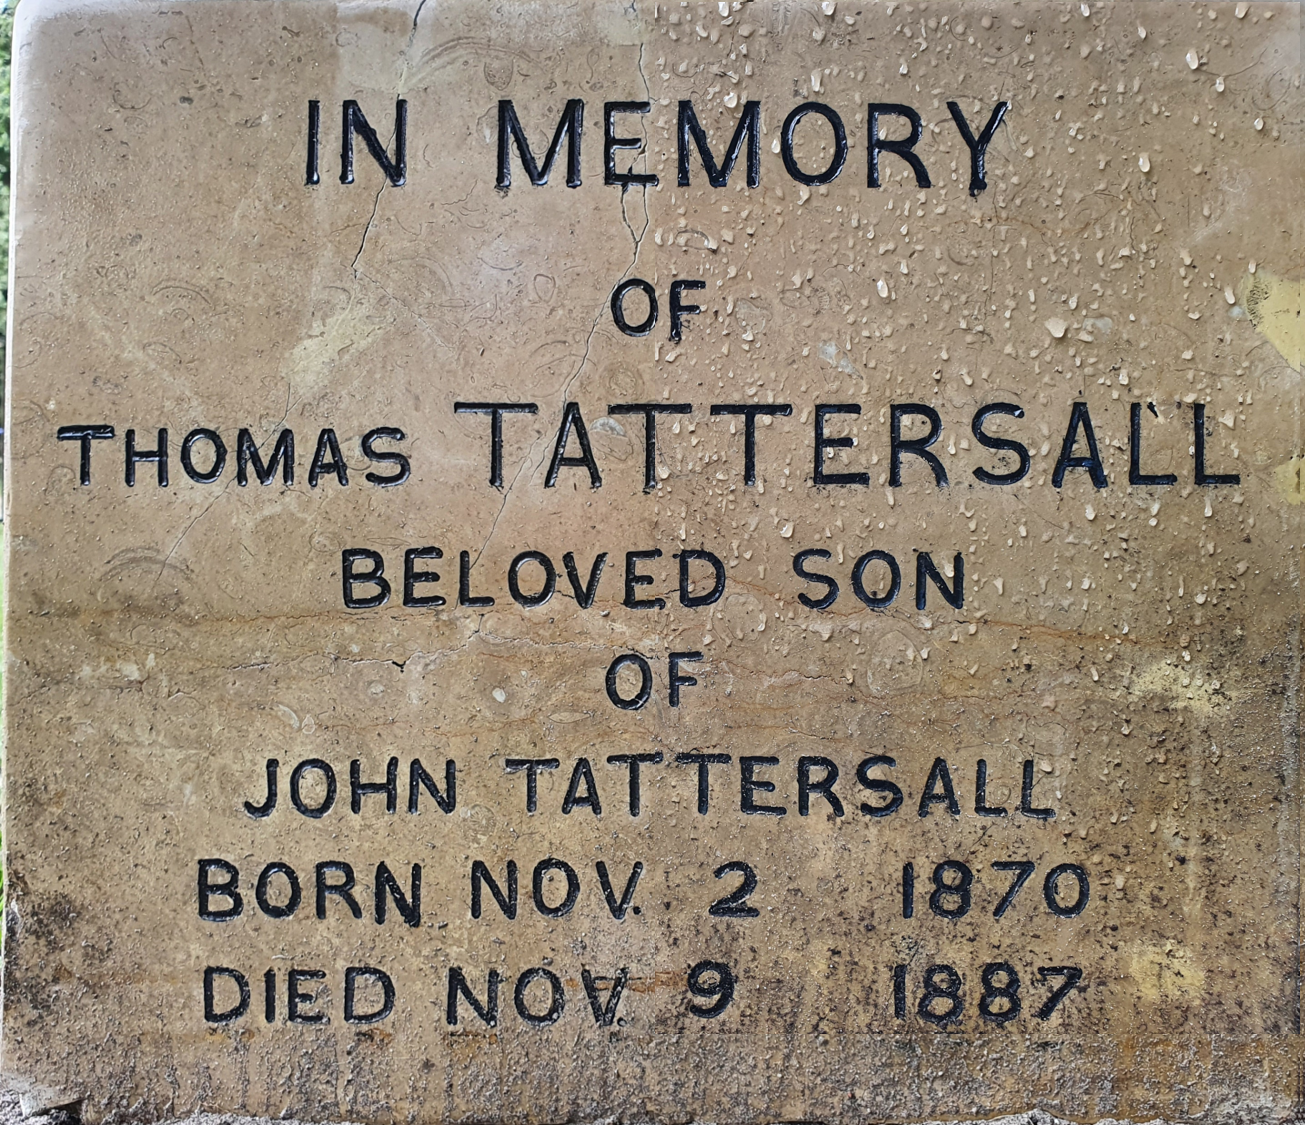 IN MEMORY
OF
THOMAS TATTERSALL
BELOVED SON
OF
JOHN TATTERSALL
BORN NOV. 2 1870
DIED NOV. 9 1887